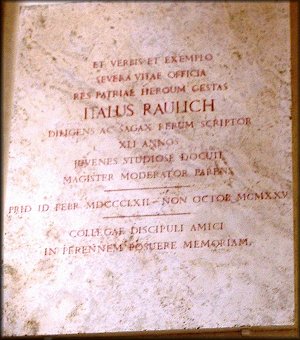 ET VERBIS ET EXEMPLO
SEVERA VITAE OFFICIA
RES PATRIAE HEROUM GESTAS
ITALUS RAULICH
DIRIGENS AC SAGAX RERUM SCRIPTOR
XLI ANNOS
JUVENES STUDIOSE DOCUIT
MAGISTER MODERATOR PARENS
PRID ID FEBR MDCCCLXII - NON OCTOB MCMXXV
COLLEGAE DISCIPULI AMICI
IN PERENNEM POSUERE MEMORIAM